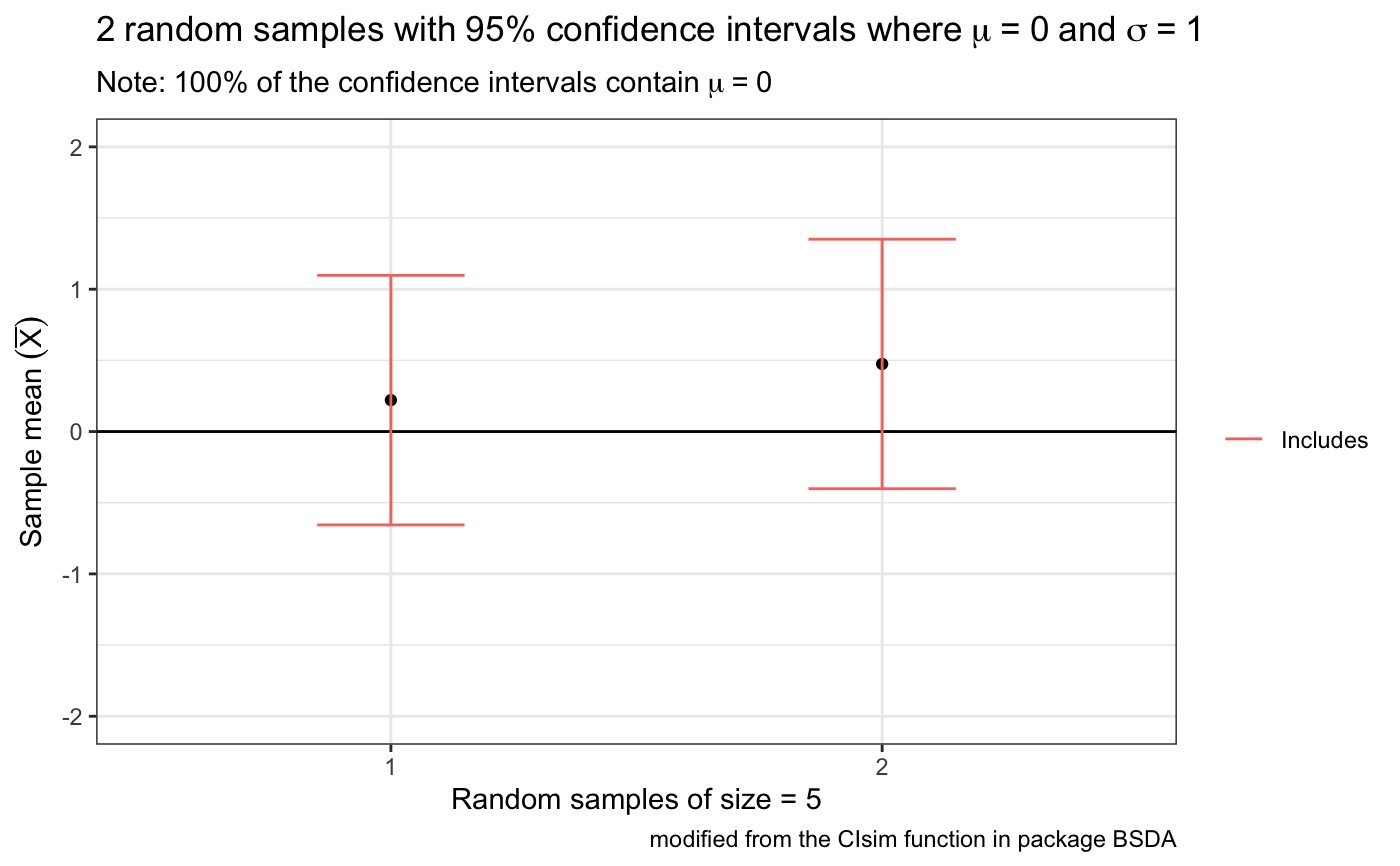 2 random samples with 95% confidence intervals where μ = 0 and σ = 1
Note: 100% of the confidence intervals contain μ = 0
Sample mean (X̅)
2
1
0
-1
-2
1
2
Random samples of size = 5
modified from the CIsim function in package BSDA
Includes